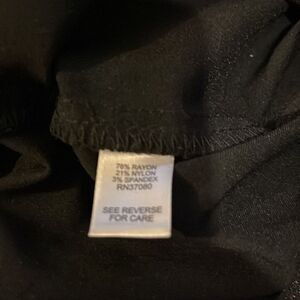 76% RAYON
21% NYLON
3% SPANDEX
RN37080
SEE REVERSE
FOR CARE